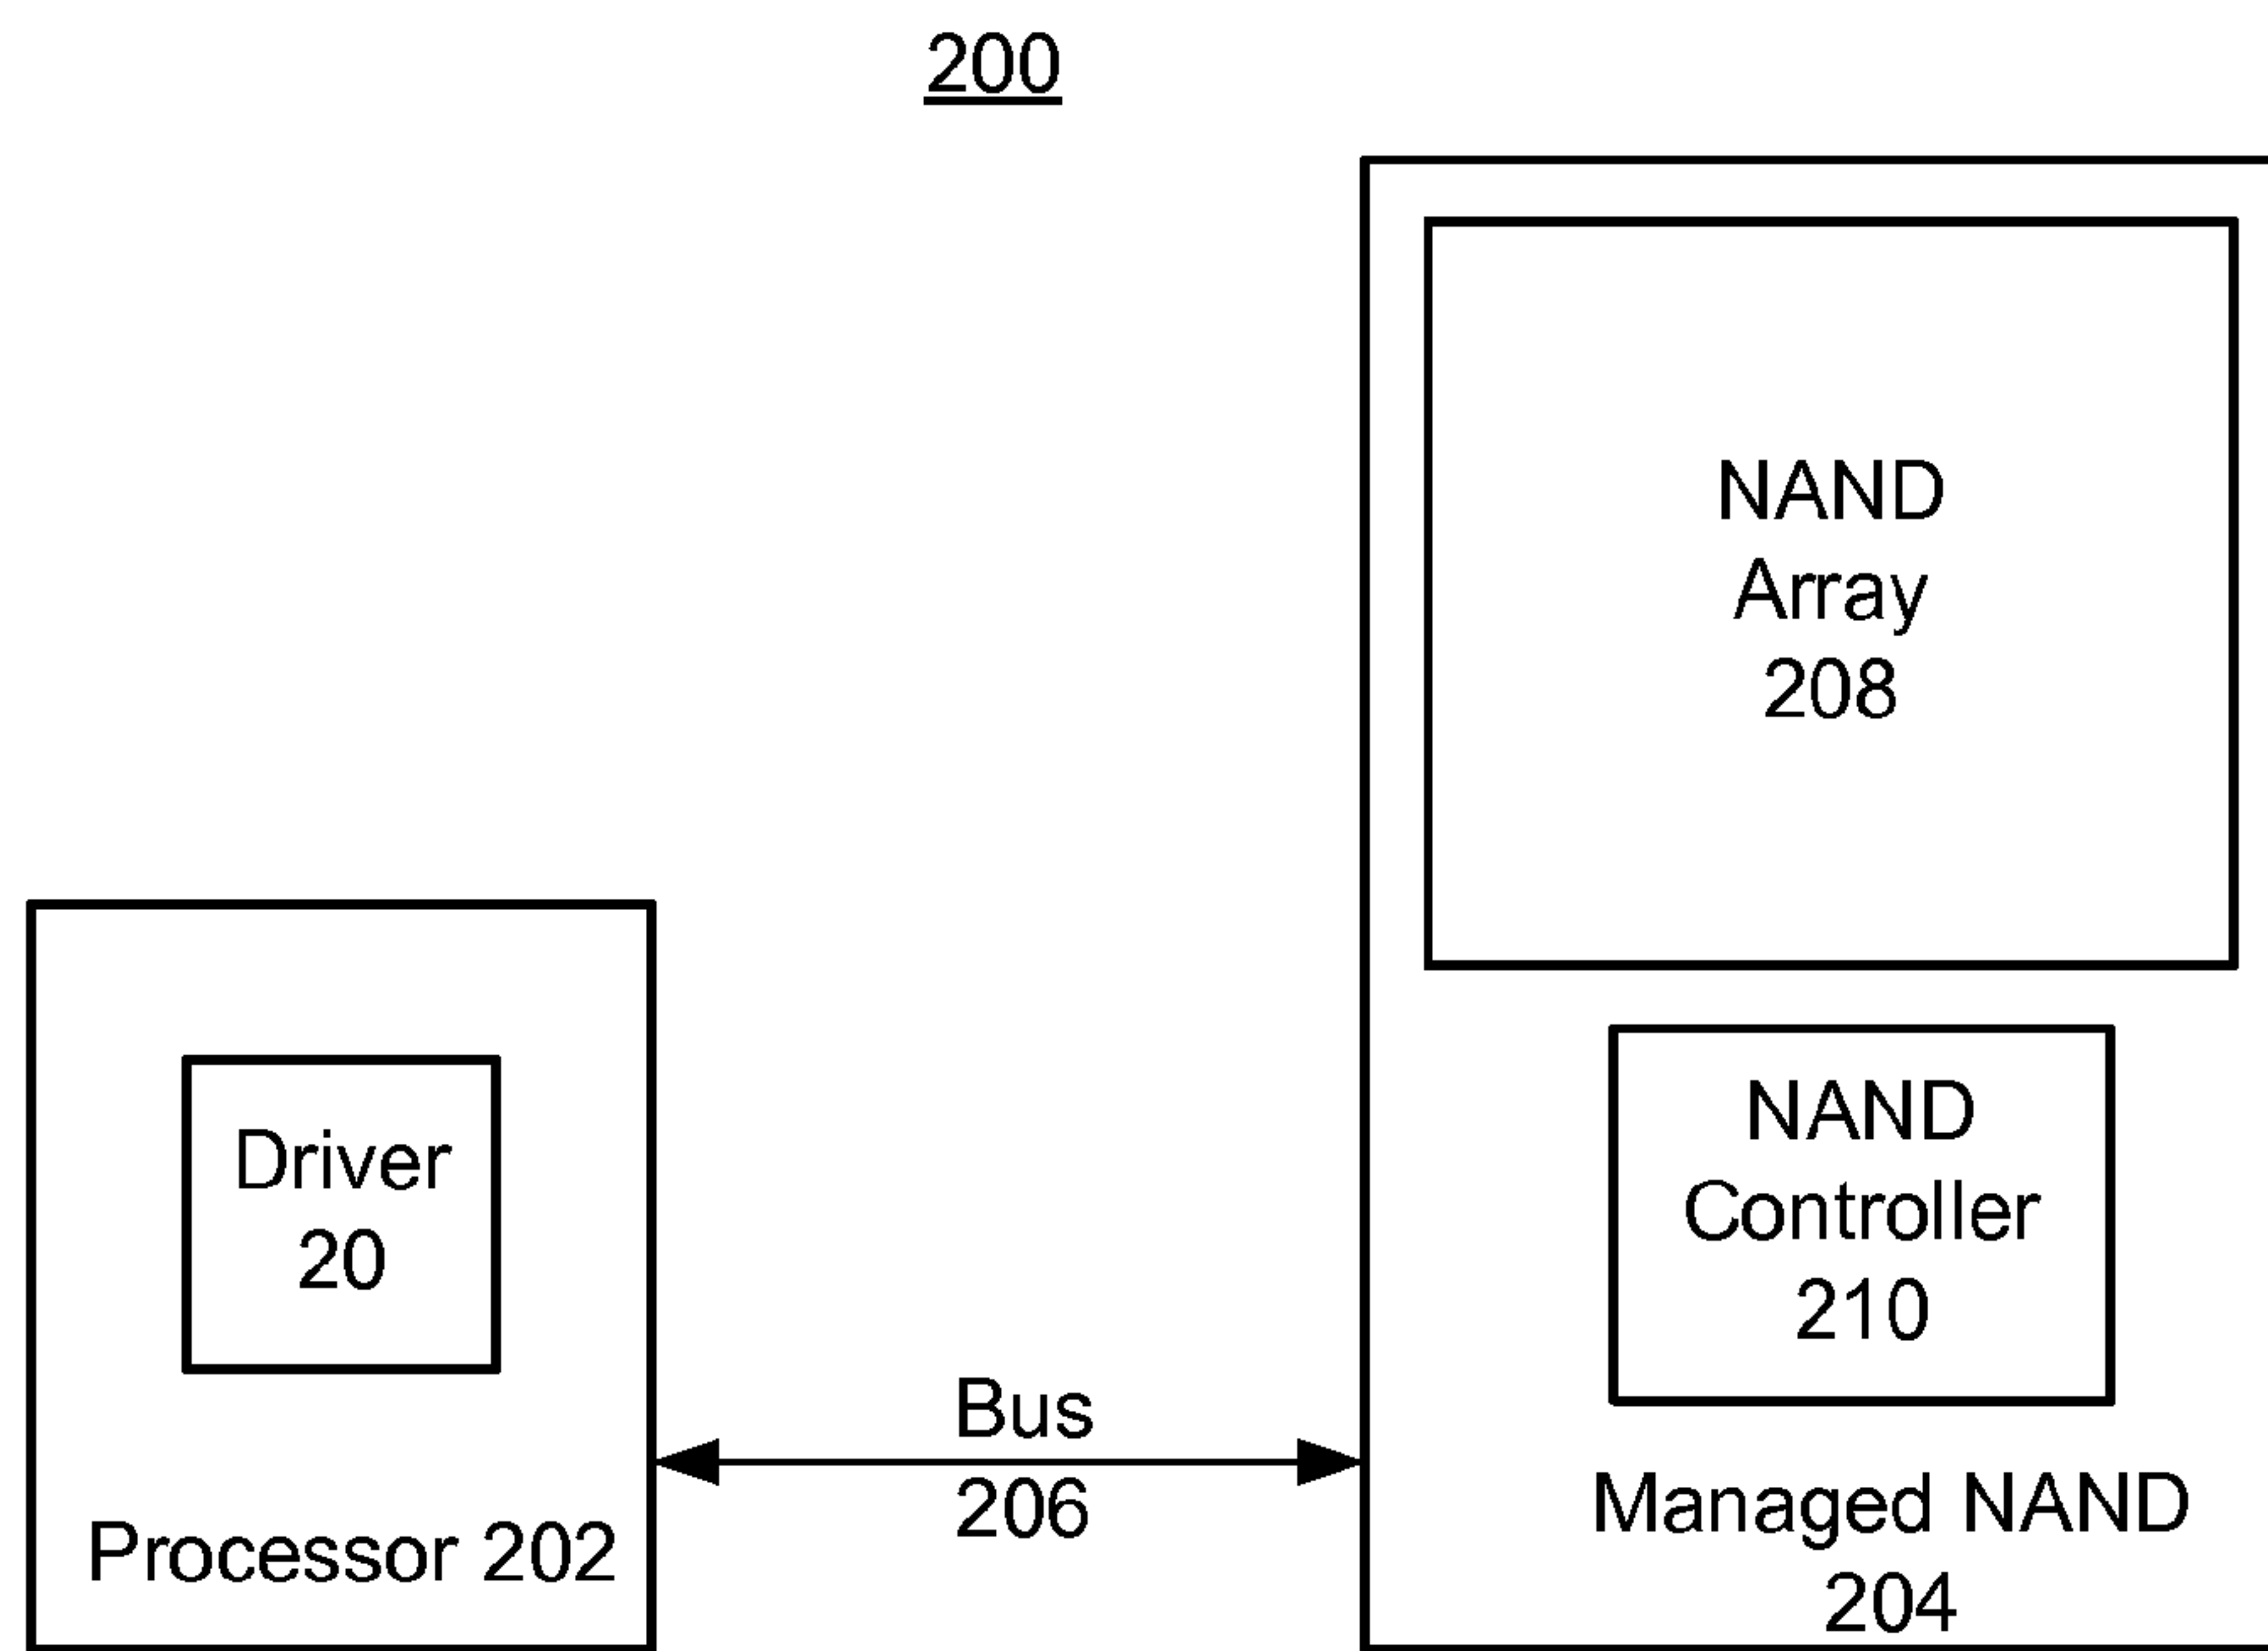 200
NAND
Array
208
NAND
Controller
210
Managed NAND
204
Driver
20
Processor 202
Bus
206